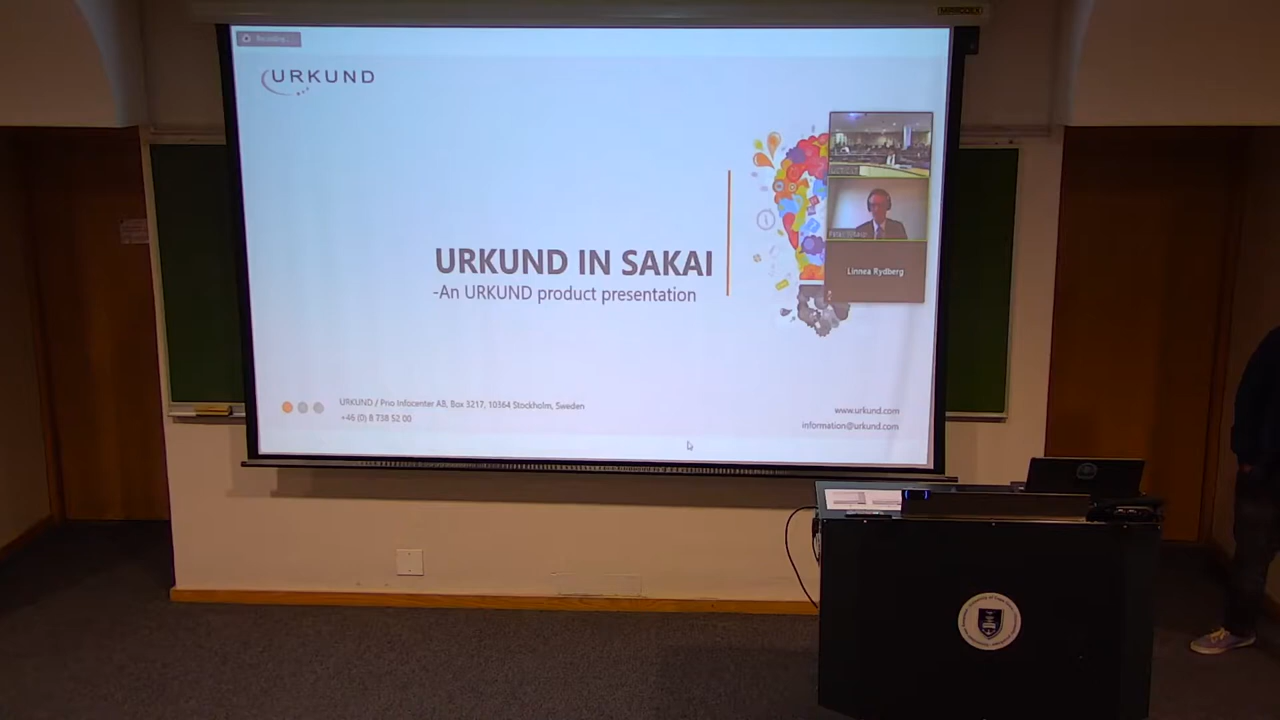 Recording...
URKUND
Linnea Rydberg
URKUND IN SAKAI
-An URKUND product presentation
URKUND / Prio Infocenter AB, Box 3217, 10364 Stockholm, Sweden
+46 (0) 8 738 52 00
www.urkund.com
information@urkund.com